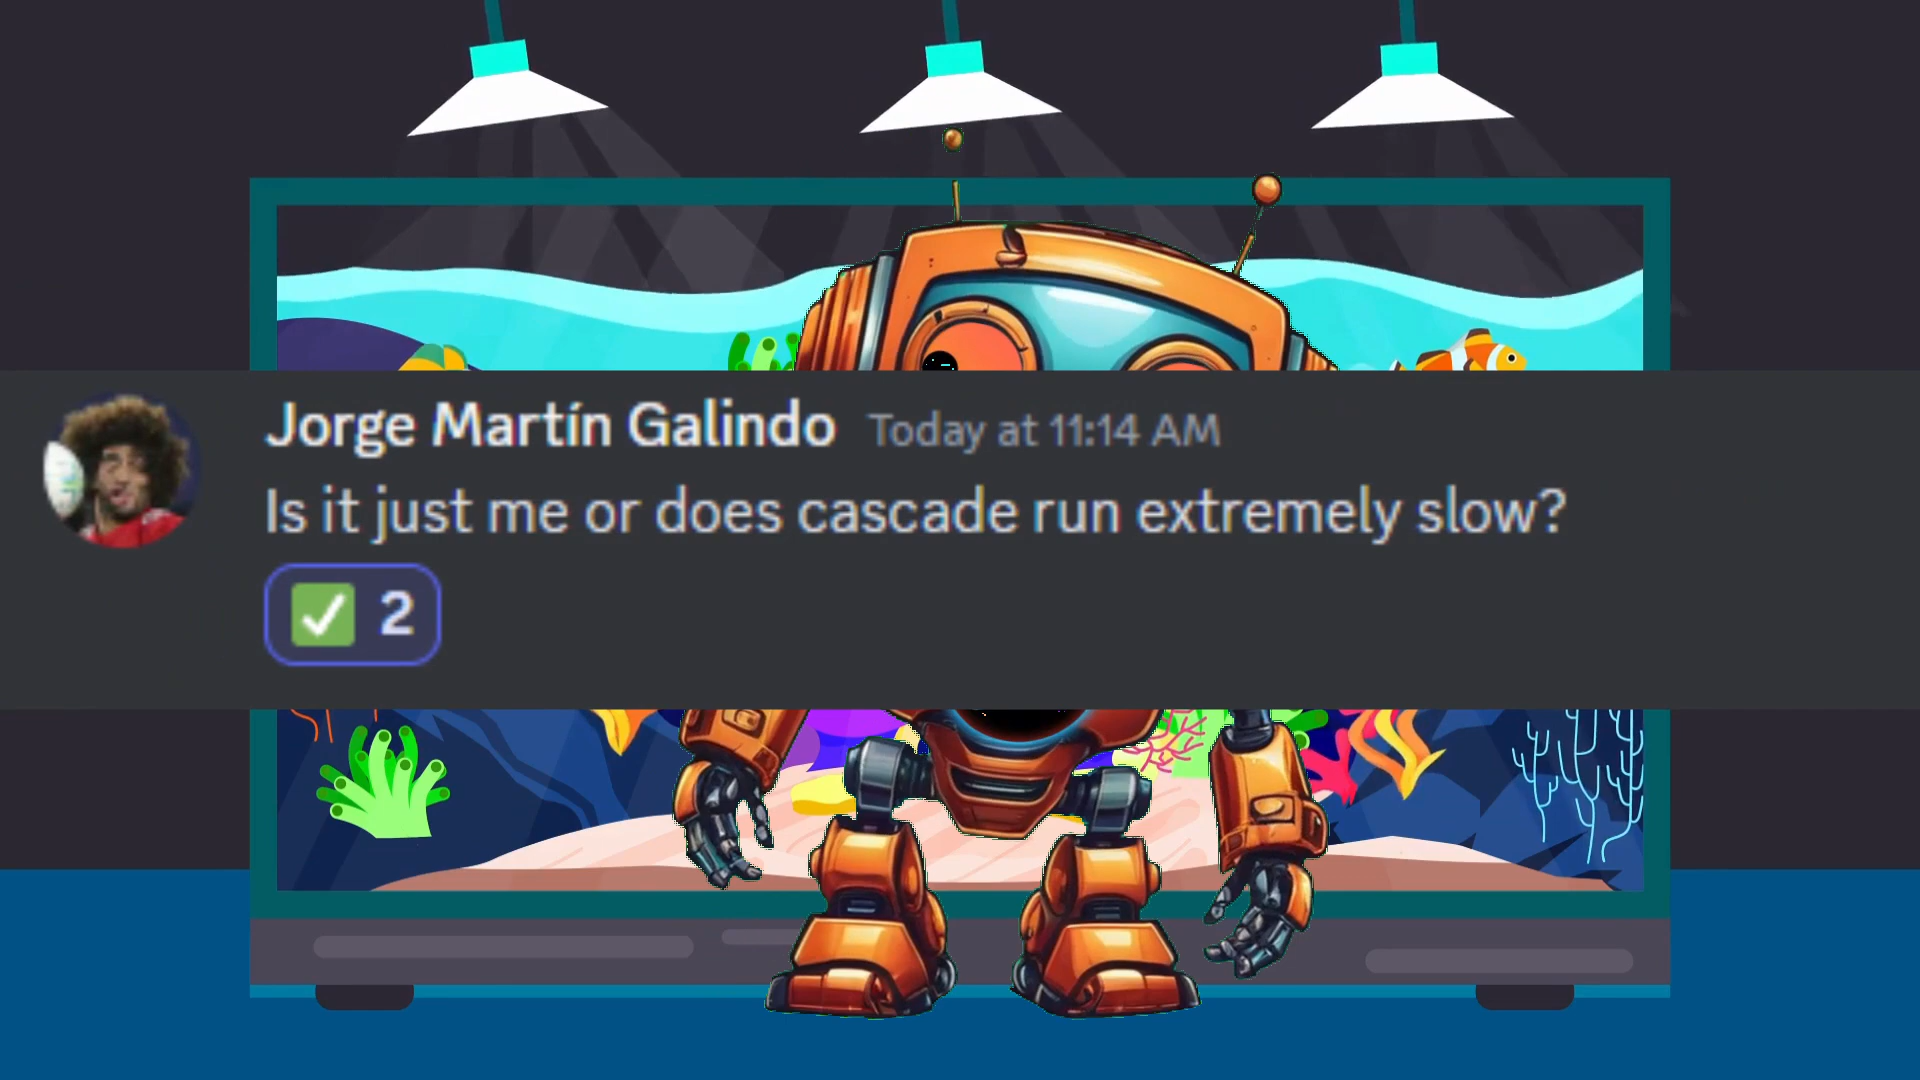 Jorge Martín Galindo Today at 11:14 AM
Is it just me or does cascade run extremely slow?
✅ 2